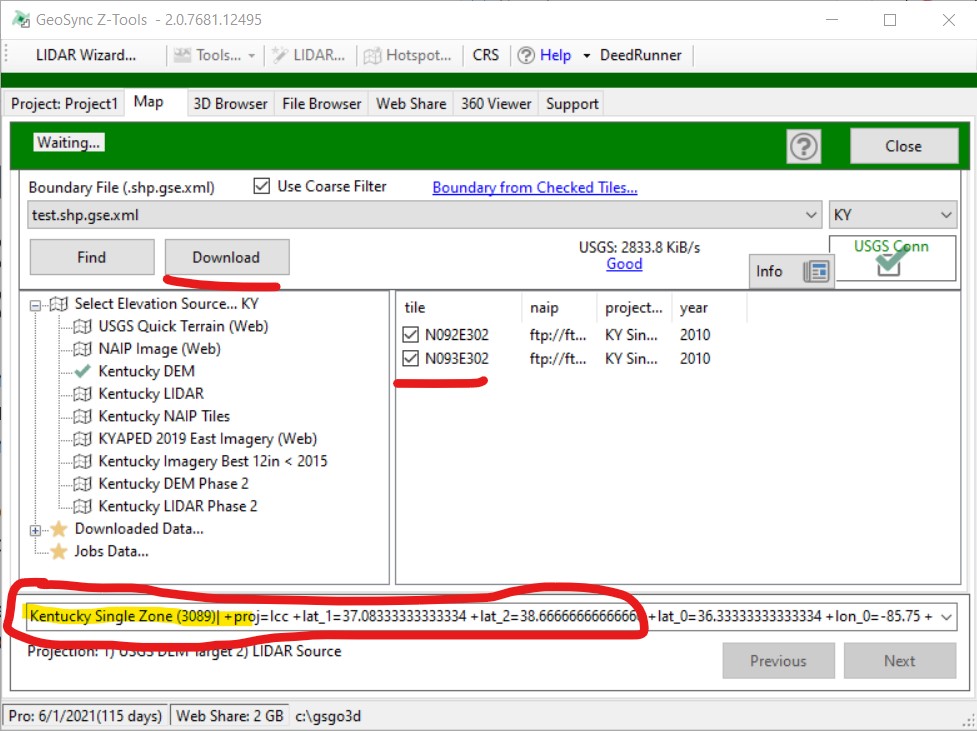 GeoSync Z-Tools - 2.0.7681.12495
LIDAR Wizard... Tools... LIDAR... Hotspot... CRS Help DeedRunner
Project: Project1 Map 3D Browser File Browser Web Share 360 Viewer Support
Waiting... Close
Boundary File (.shp.gse.xml) Use Coarse Filter Boundary from Checked Tiles...
test.shp.gse.xml KY
Find Download USGS: 2833.8 KiB/s USGS Conn
Good
Info
Select Elevation Source... KY
USGS Quick Terrain (Web)
NAIP Image (Web)
Kentucky DEM
Kentucky LIDAR
Kentucky NAIP Tiles
KYAPED 2019 East Imagery (Web)
Kentucky Imagery Best 12in < 2015
Kentucky DEM Phase 2
Kentucky LIDAR Phase 2
Downloaded Data...
Jobs Data...
tile naip project... year
N092E302 ftp://ft... KY Sin... 2010
N093E302 ftp://ft... KY Sin... 2010
Kentucky Single Zone (3089)| +proj=lcc +lat_1=37.08333333333334 +lat_2=38.6666666666666 +lat_0=36.33333333333334 +lon_0=-85.75 +
Projection: 1) USGS DEM Target 2) LIDAR Source
Previous Next
Pro: 6/1/2021(115 days) Web Share: 2 GB c:\gsgo3d